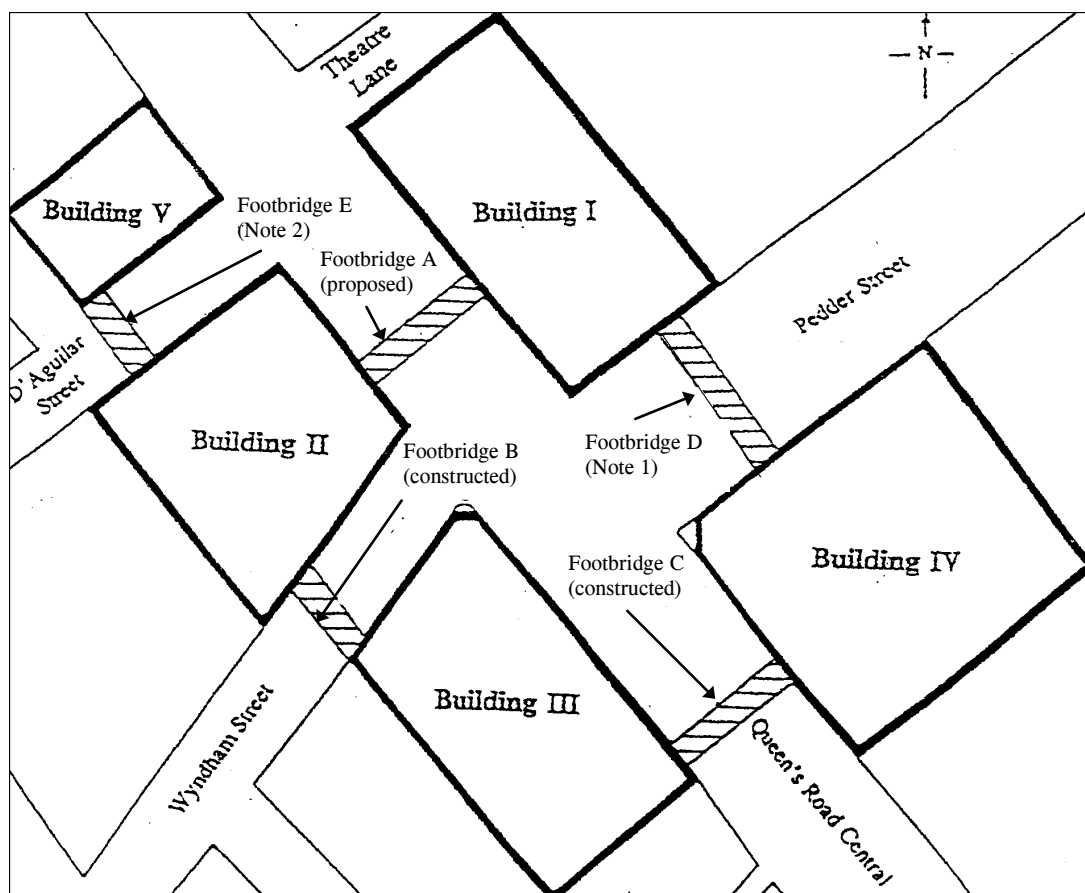 Theatre
Lane
N
Building V
Building I
Footbridge E
(Note 2)
Footbridge A
(proposed)
Pedder Street
D'Aguilar
Street
Building II
Footbridge B
(constructed)
Footbridge D
(Note 1)
Building IV
Footbridge C
(constructed)
Building III
Wyndham Street
Queen's Road Central